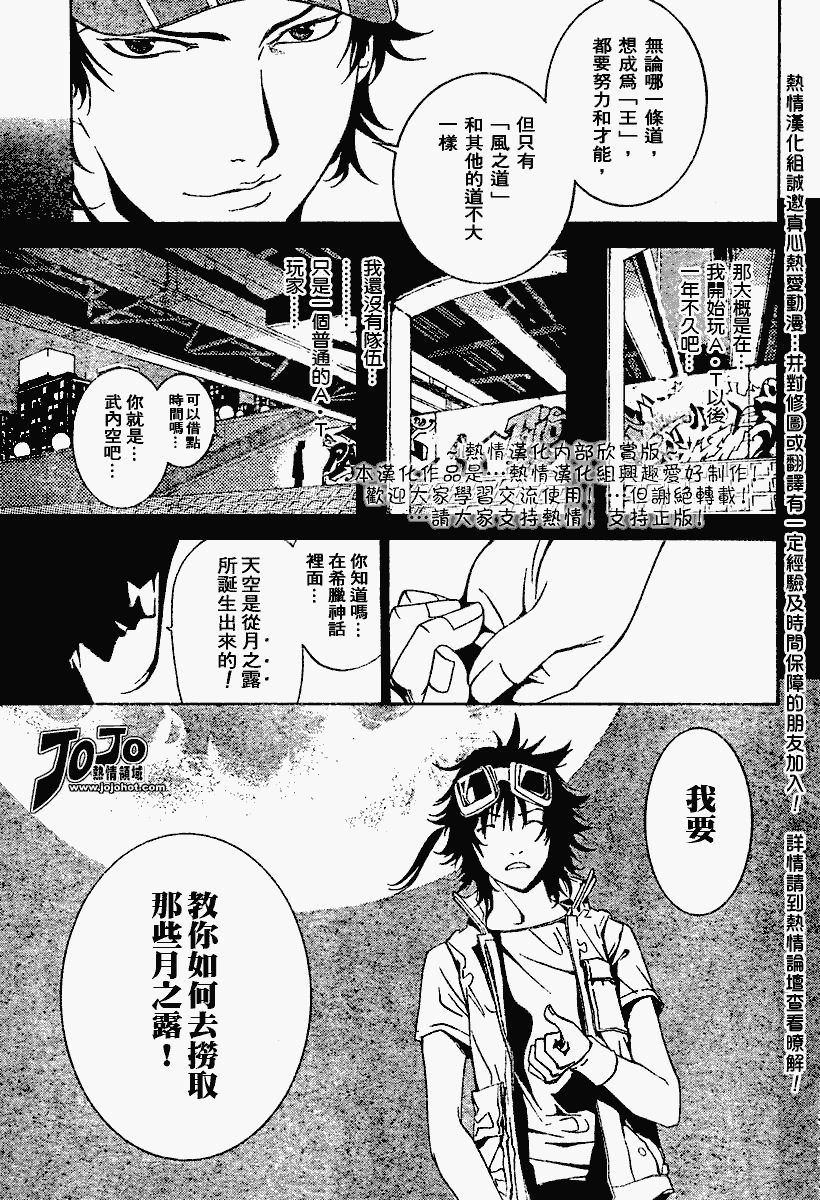 無論哪一條道，
想成爲「王」，
都要努力和才能，
但只有
「風之道」
和其他的道不大
一樣
那大概是在…
我開始玩A・T以後
一年不久吧…
我還沒有隊伍…
………
只是一個普通的A・T
玩家……
可以借點
時間嗎…
你就是…
武內空吧…
～熱情漢化內部欣賞版～
本漢化作品是…熱情漢化組興趣愛好制作！
歡迎大家學習交流使用！…但謝絕轉載！
…請大家支持熱情！支持正版！
你知道嗎…
在希臘神話
裡面…
天空是從月之露
所誕生出來的！
我要
教你如何去撈取
那些月之露！
JOJO
熱情領域
www.jojohot.com
熱情漢化組誠邀真心熱愛動漫…并對修圖或翻譯有一定經驗及時間保障的朋友加入！ 詳情請到熱情論壇查看瞭解！